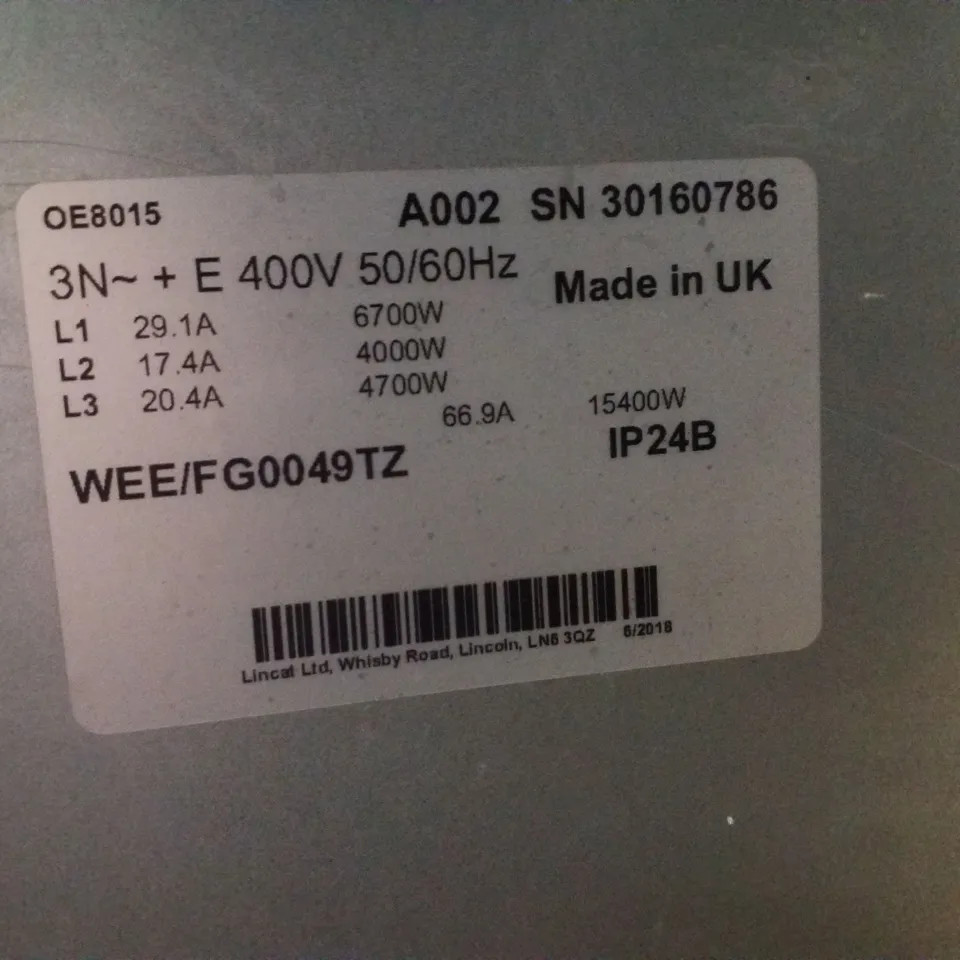 OE8015 A002 SN 30160786
3N~ + E 400V 50/60Hz Made in UK
L1 29.1A 6700W
L2 17.4A 4000W
L3 20.4A 4700W
66.9A 15400W
WEE/FG0049TZ IP24B
Lincat Ltd, Whisby Road, Lincoln, LN6 3QZ 6/2018